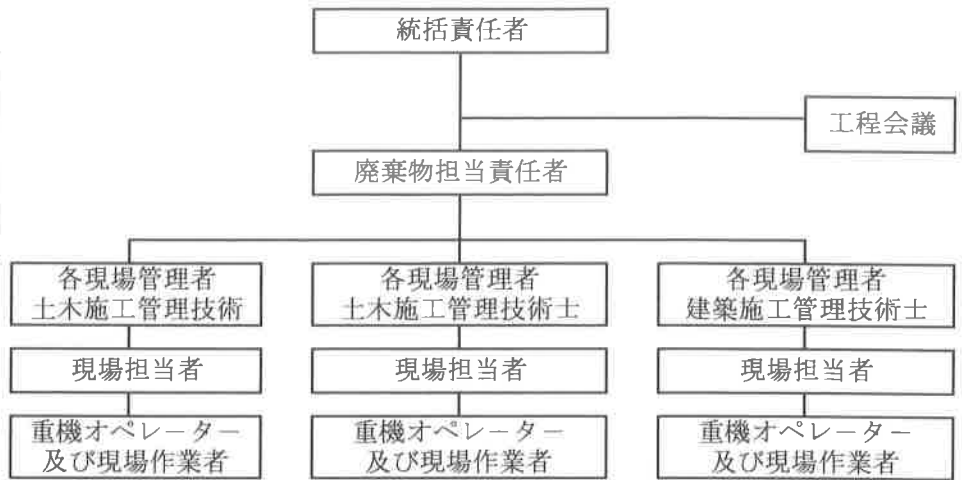 統括責任者
工程会議
廃棄物担当責任者
各現場管理者
土木施工管理技術
各現場管理者
土木施工管理技術士
各現場管理者
建築施工管理技術士
現場担当者
現場担当者
現場担当者
重機オペレーター
及び現場作業者
重機オペレーター
及び現場作業者
重機オペレーター
及び現場作業者